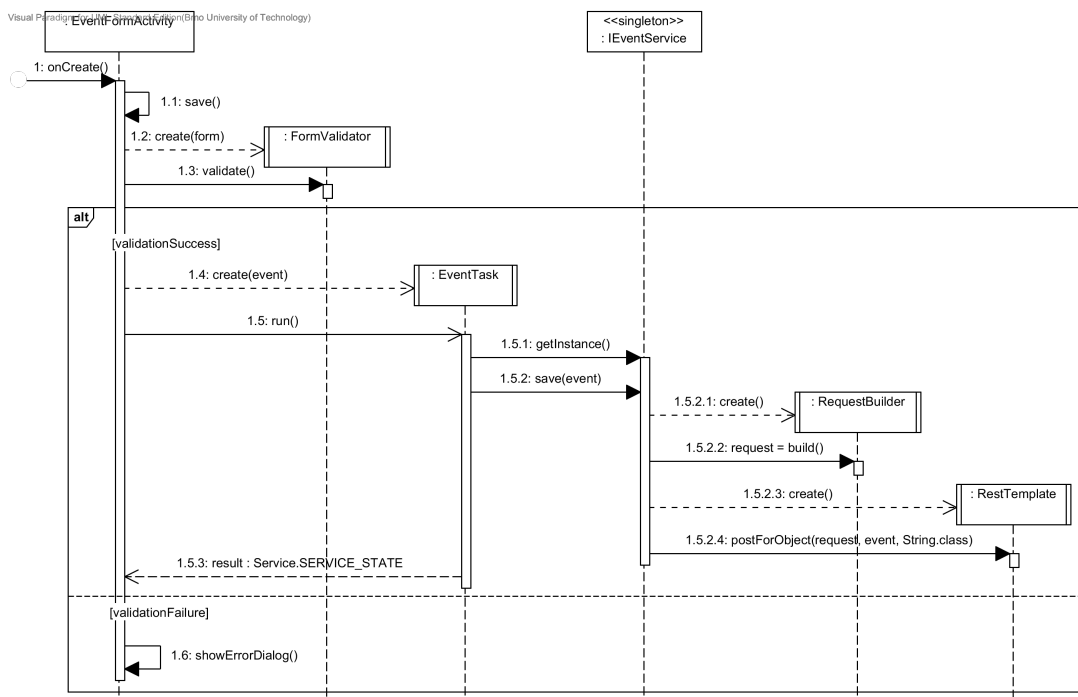 Visual Paradigm for UML Standard Edition(Brno University of Technology)
: EventFormActivity
<<singleton>>
: IEventService
1: onCreate()
1.1: save()
1.2: create(form)
: FormValidator
1.3: validate()
alt
[validationSuccess]
1.4: create(event)
: EventTask
1.5: run()
1.5.1: getInstance()
1.5.2: save(event)
1.5.2.1: create()
: RequestBuilder
1.5.2.2: request = build()
1.5.2.3: create()
: RestTemplate
1.5.2.4: postForObject(request, event, String.class)
1.5.3: result : Service.SERVICE_STATE
[validationFailure]
1.6: showErrorDialog()